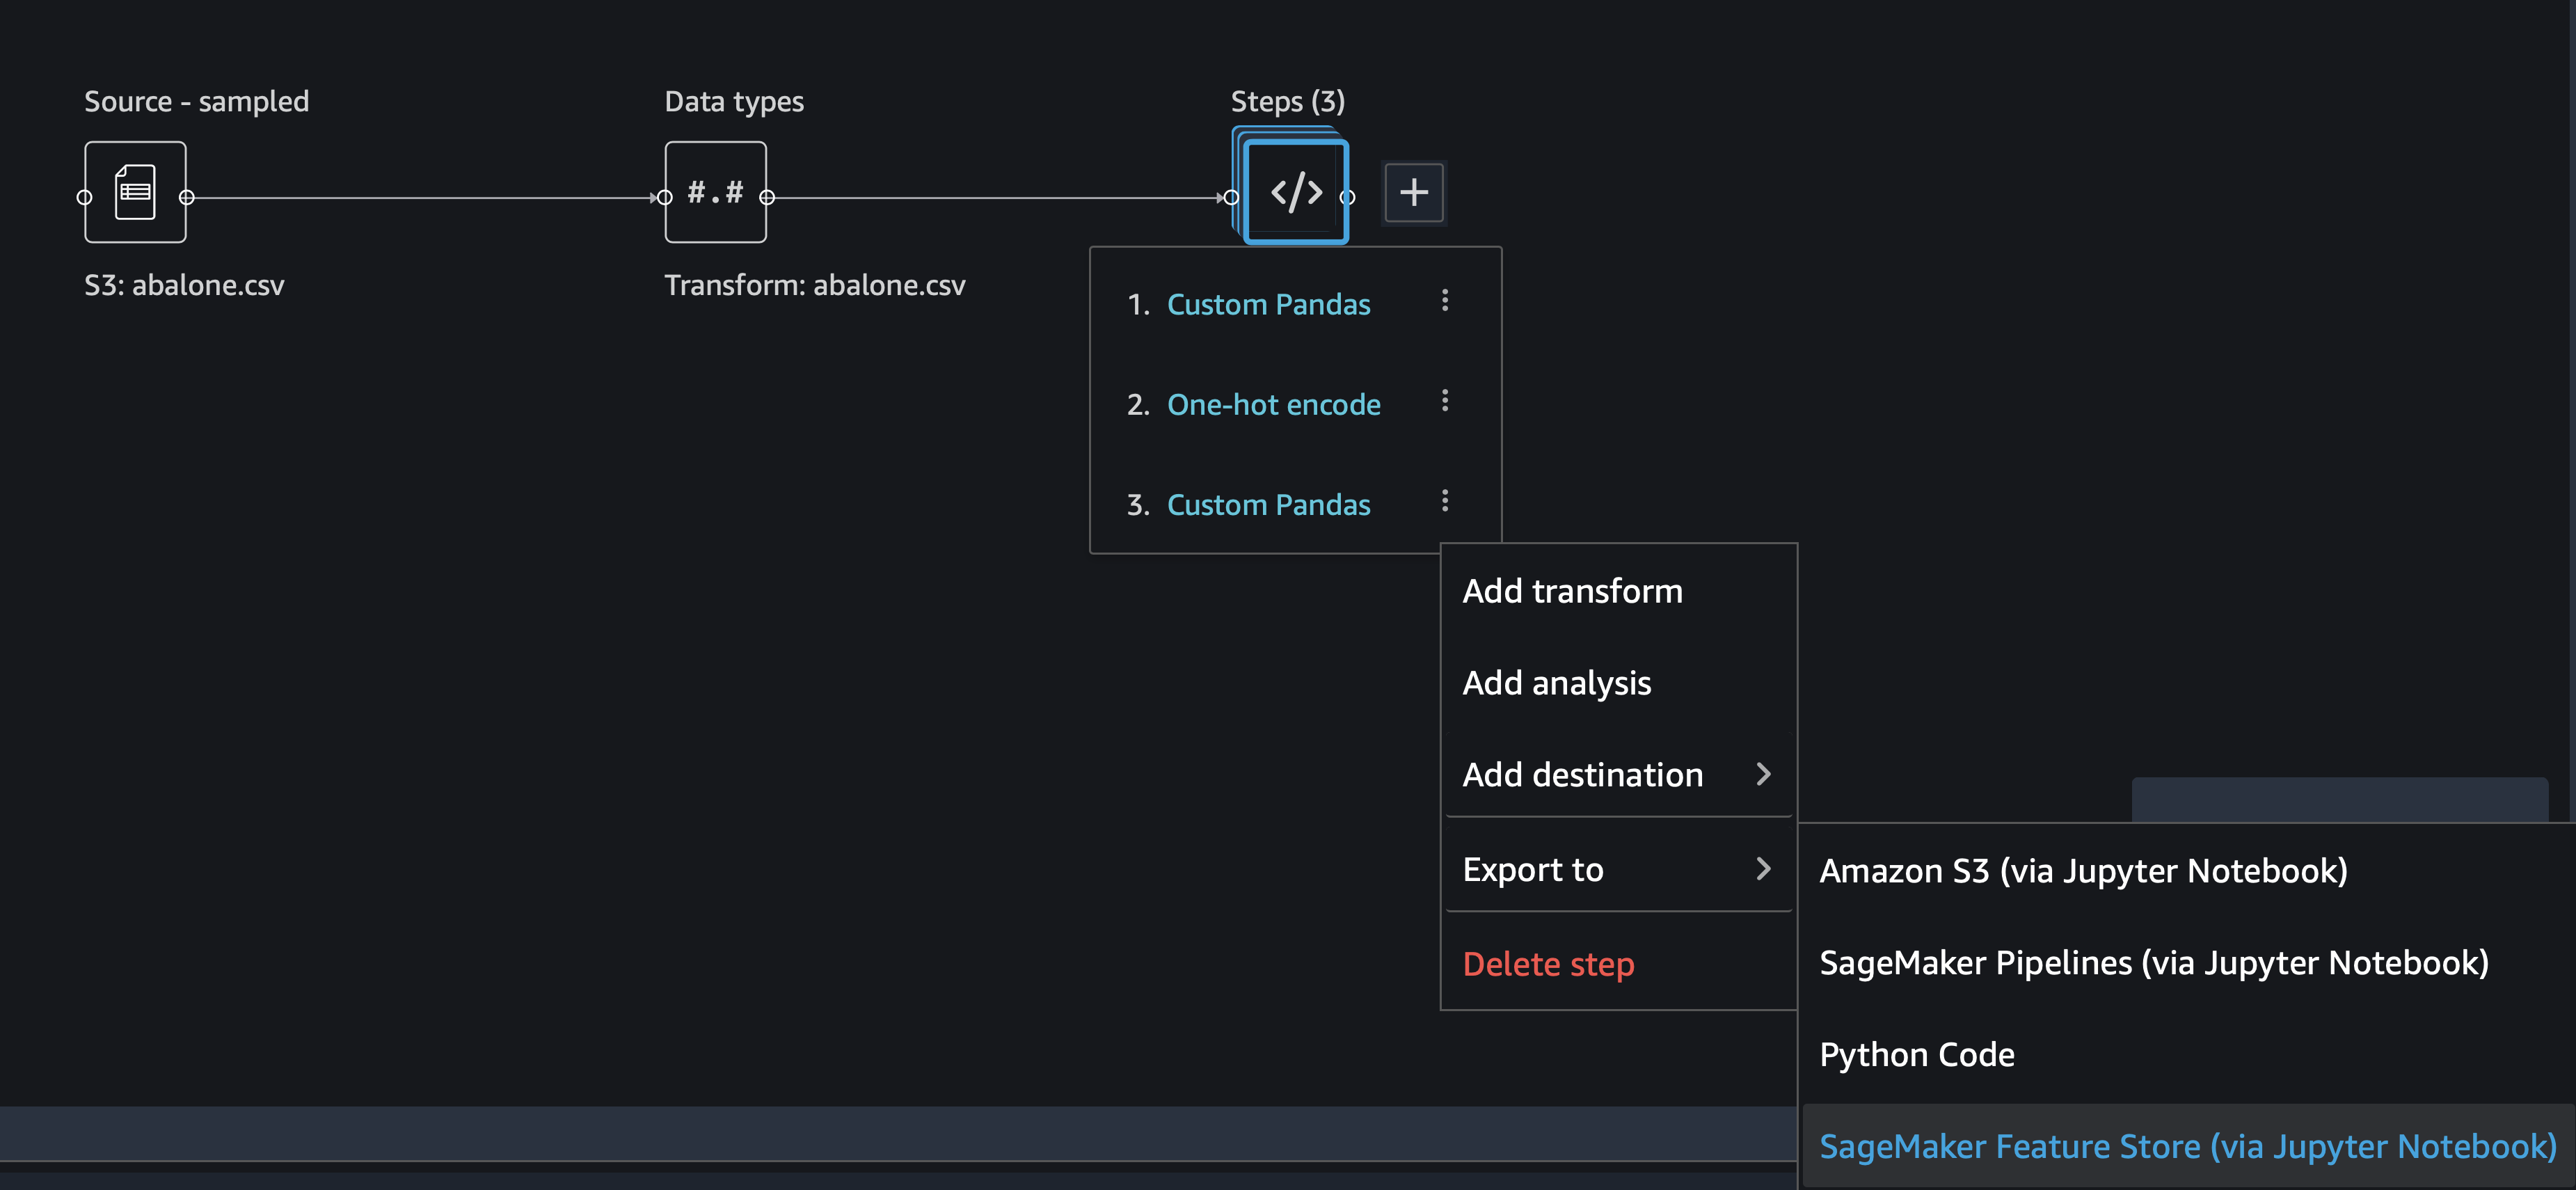 Source - sampled
Data types
Steps (3)
#.#
</>
+
S3: abalone.csv
Transform: abalone.csv
1. Custom Pandas
2. One-hot encode
3. Custom Pandas
Add transform
Add analysis
Add destination
Export to
Delete step
Amazon S3 (via Jupyter Notebook)
SageMaker Pipelines (via Jupyter Notebook)
Python Code
SageMaker Feature Store (via Jupyter Notebook)